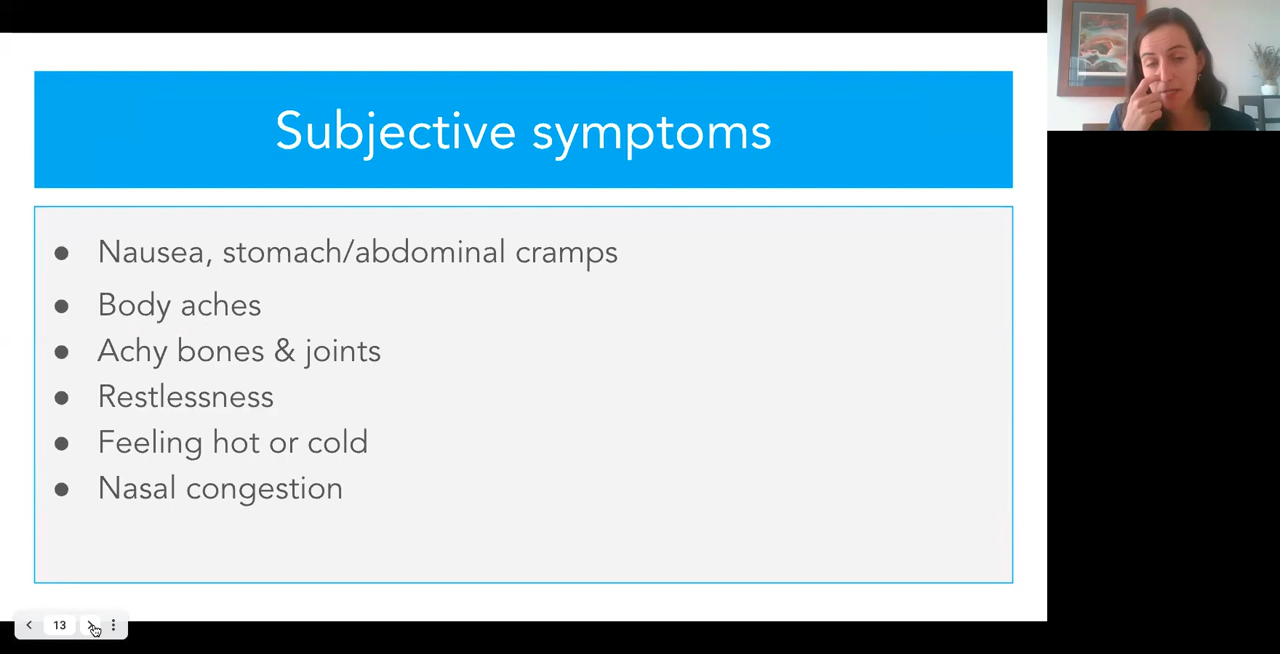 Subjective symptoms
● Nausea, stomach/abdominal cramps
● Body aches
● Achy bones & joints
● Restlessness
● Feeling hot or cold
● Nasal congestion
13